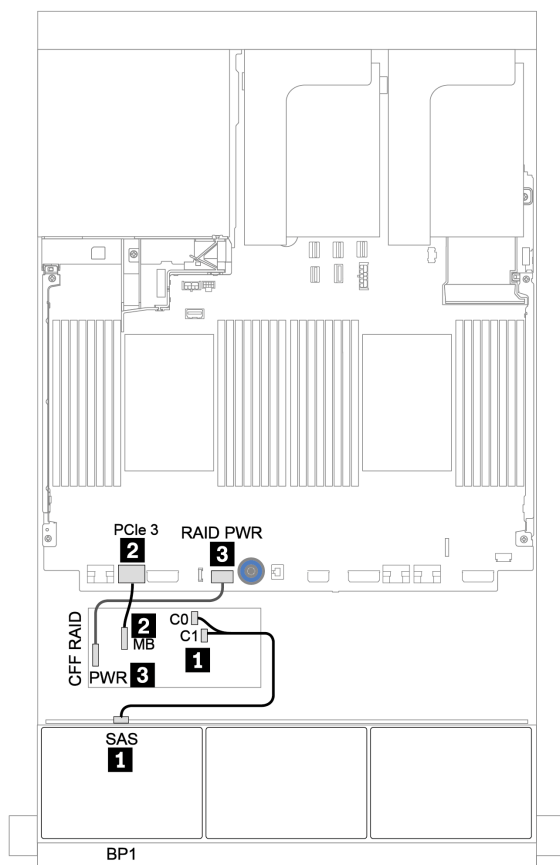 PCIe 3
RAID PWR
2
3
CFF RAID
C0
2
C1
MB
1
PWR 3
SAS
1
BP1